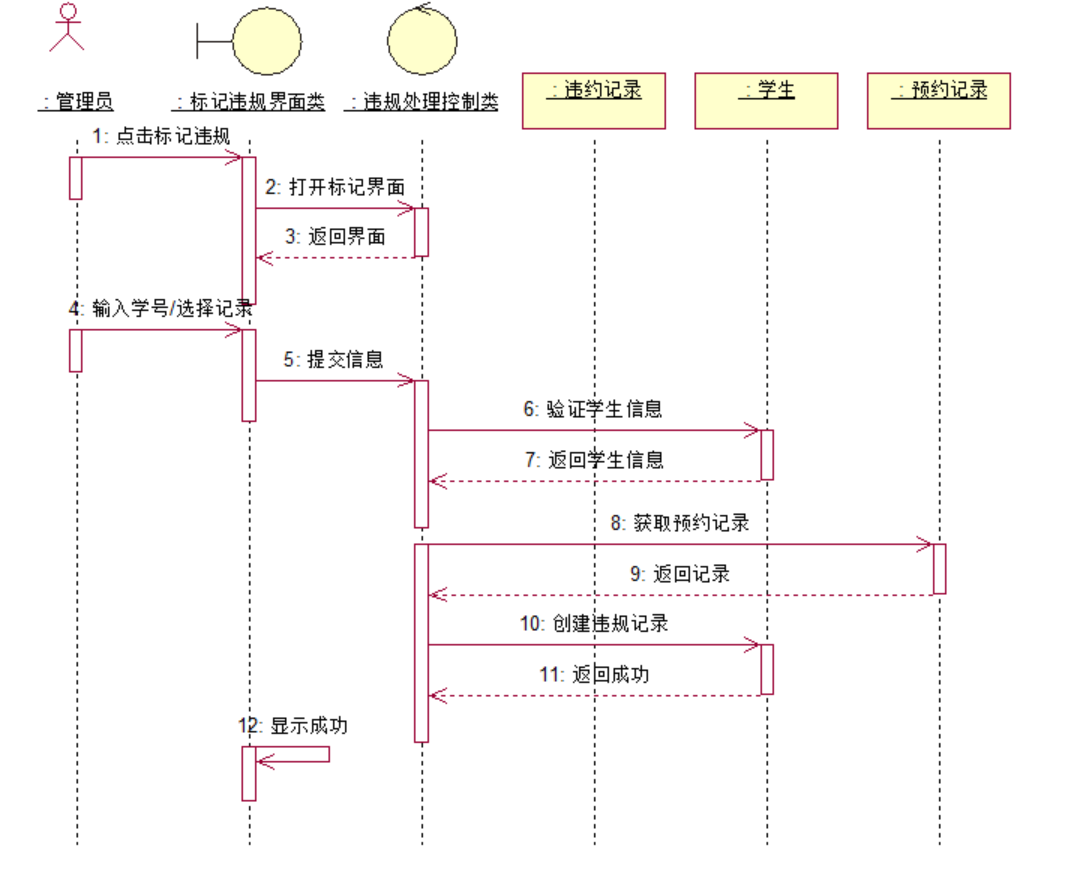 : 管理员
: 标记违规界面类
: 违规处理控制类
: 违约记录
: 学生
: 预约记录
1: 点击标记违规
2: 打开标记界面
3: 返回界面
4: 输入学号/选择记录
5: 提交信息
6: 验证学生信息
7: 返回学生信息
8: 获取预约记录
9: 返回记录
10: 创建违规记录
11: 返回成功
12: 显示成功